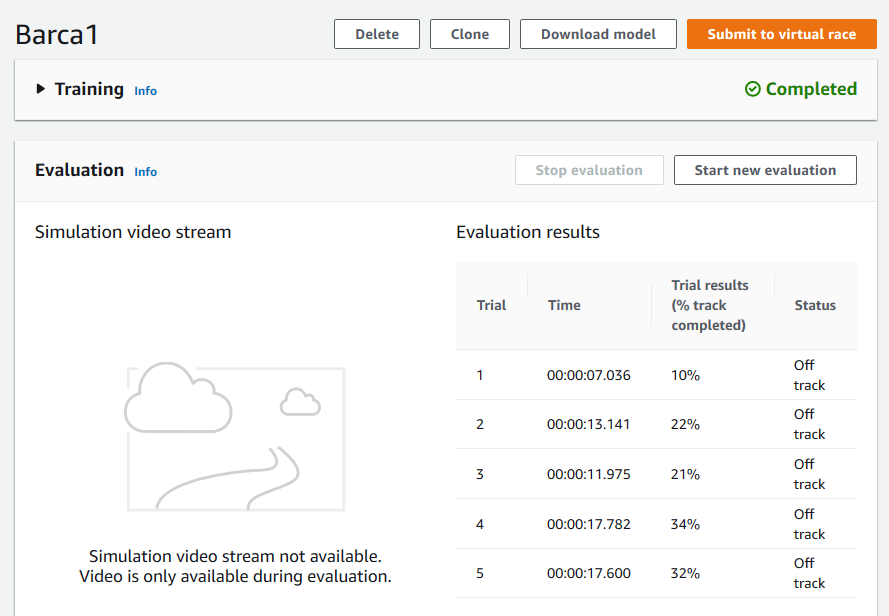 Barca1
Delete
Clone
Download model
Submit to virtual race
Training Info
Completed
Evaluation Info
Stop evaluation
Start new evaluation
Simulation video stream
Simulation video stream not available.
Video is only available during evaluation.
Evaluation results
Trial
Time
Trial results
(% track
completed)
Status
1 00:00:07.036 10% Off
track
2 00:00:13.141 22% Off
track
3 00:00:11.975 21% Off
track
4 00:00:17.782 34% Off
track
5 00:00:17.600 32% Off
track